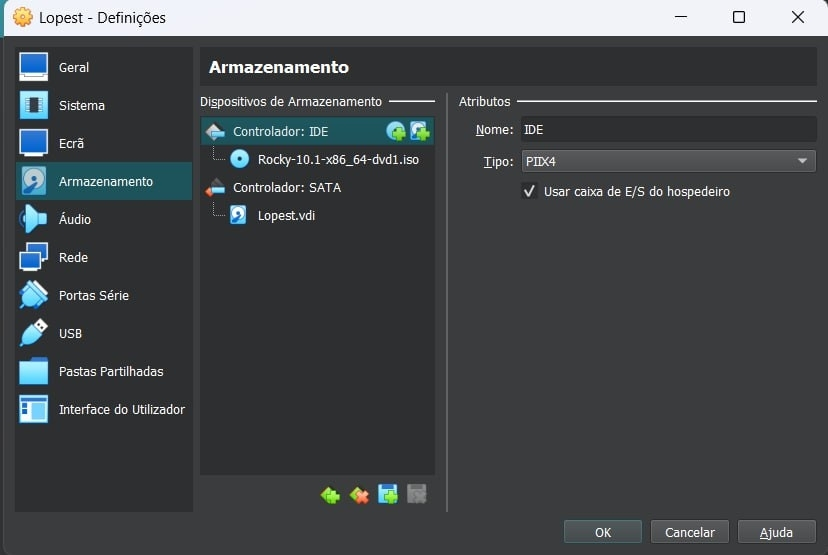 Lopest - Definições
Geral
Sistema
Ecrã
Armazenamento
Áudio
Rede
Portas Série
USB
Pastas Partilhadas
Interface do Utilizador
Armazenamento
Dispositivos de Armazenamento
Controlador: IDE
Rocky-10.1-x86_64-dvd1.iso
Controlador: SATA
Lopest.vdi
Atributos
Nome: IDE
Tipo: PIIX4
Usar caixa de E/S do hospedeiro
OK Cancelar Ajuda